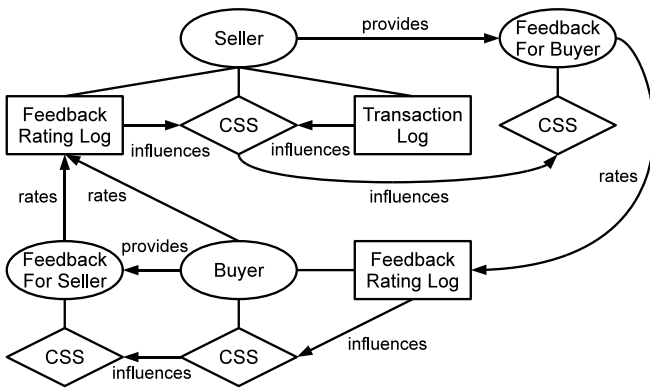 provides
Seller
Feedback
For Buyer
Feedback
Rating Log
CSS
Transaction
Log
CSS
influences
influences
influences
rates
rates
rates
Feedback
For Seller
provides
Buyer
Feedback
Rating Log
influences
CSS
influences
CSS